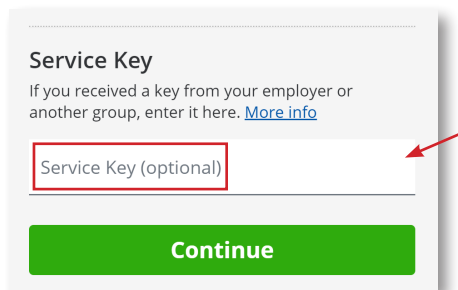 Service Key
If you received a key from your employer or
another group, enter it here. More info
Service Key (optional)
Continue